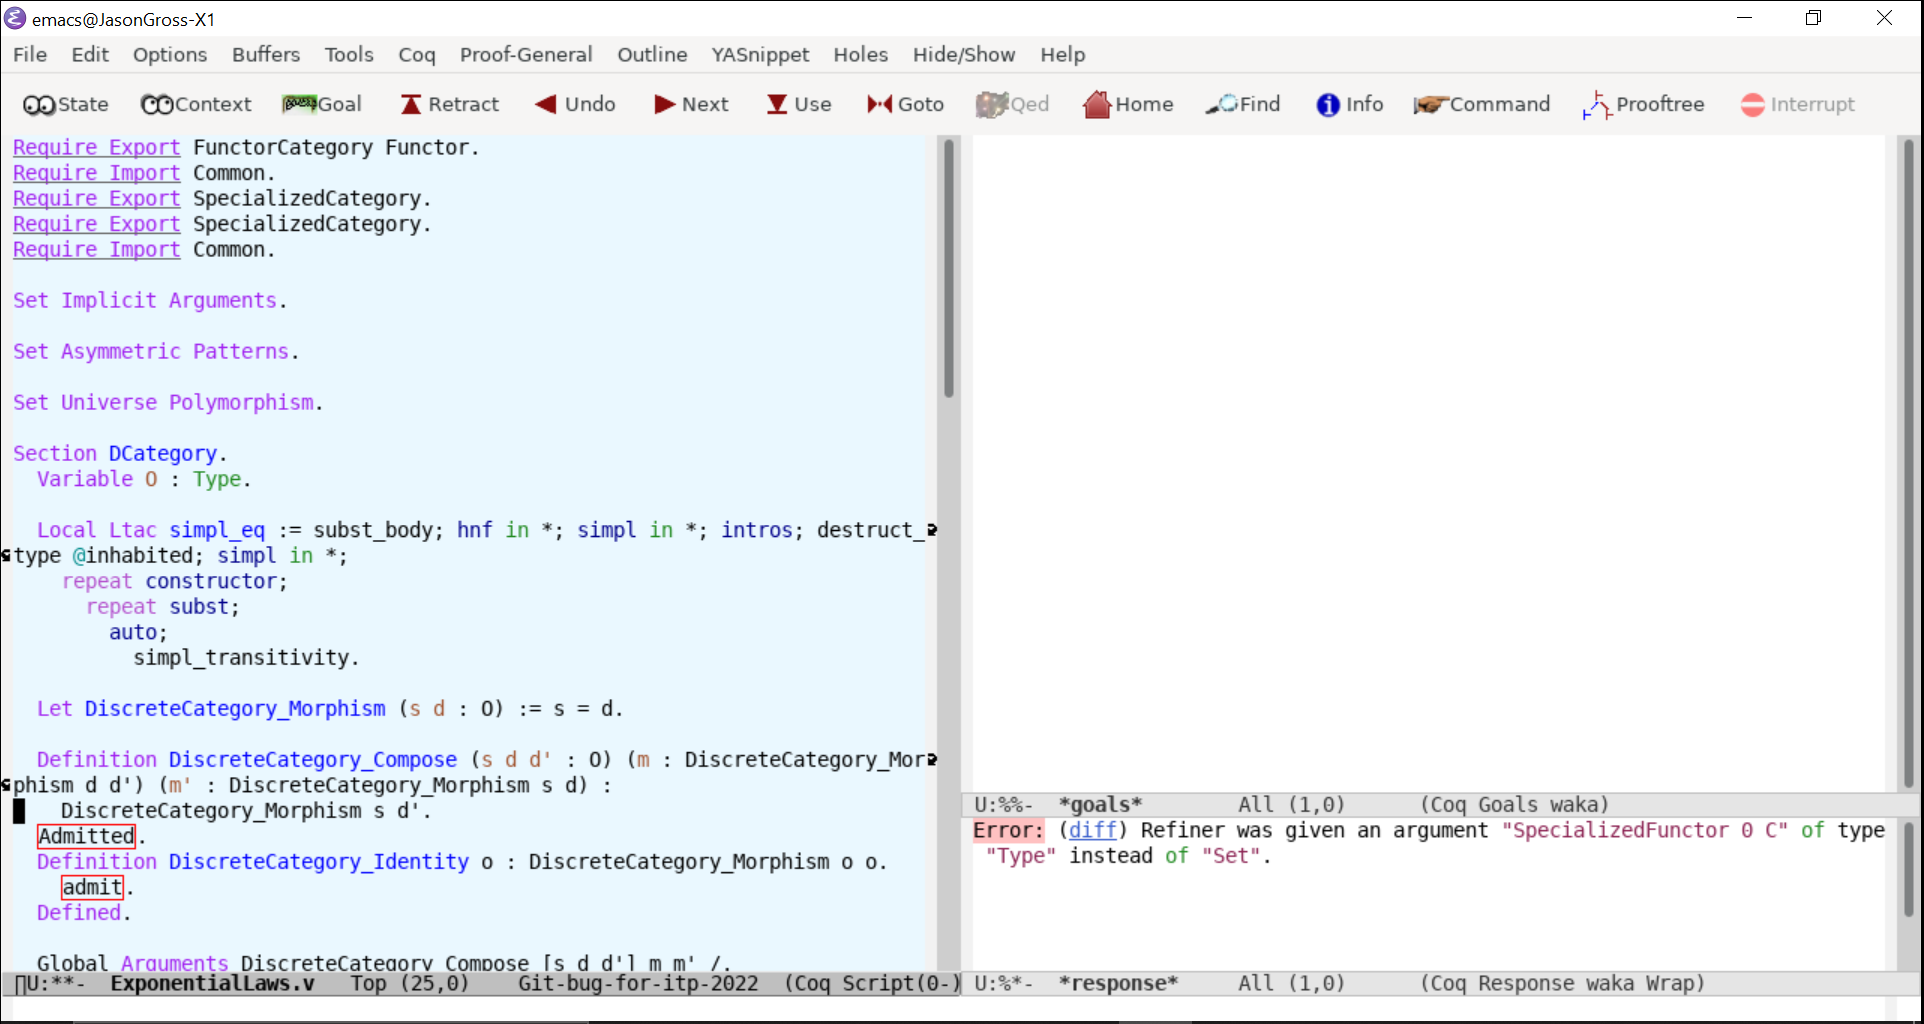 emacs@JasonGross-X1
File Edit Options Buffers Tools Coq Proof-General Outline YASnippet Holes Hide/Show Help
State Context Goal Retract Undo Next Use Goto Qed Home Find Info Command Prooftree Interrupt
Require Export FunctorCategory Functor.
Require Import Common.
Require Export SpecializedCategory.
Require Export SpecializedCategory.
Require Import Common.
Set Implicit Arguments.
Set Asymmetric Patterns.
Set Universe Polymorphism.
Section DCategory.
Variable O : Type.
Local Ltac simpl_eq := subst_body; hnf in *; simpl in *; intros; destruct_
type @inhabited; simpl in *;
repeat constructor;
repeat subst;
auto;
simpl_transitivity.
Let DiscreteCategory_Morphism (s d : O) := s = d.
Definition DiscreteCategory_Compose (s d d' : O) (m : DiscreteCategory_Mor
phism d d') (m' : DiscreteCategory_Morphism s d) :
DiscreteCategory_Morphism s d'.
Admitted.
Definition DiscreteCategory_Identity o : DiscreteCategory_Morphism o o.
admit.
Defined.
Global Arguments DiscreteCategory_Compose [s d d'] m m' /.
U:**- ExponentialLaws.v Top (25,0) Git-bug-for-itp-2022 (Coq Script(0-)
U:%%- *goals* All (1,0) (Coq Goals waka)
Error: (diff) Refiner was given an argument "SpecializedFunctor 0 C" of type
"Type" instead of "Set".
U:%*- *response* All (1,0) (Coq Response waka Wrap)